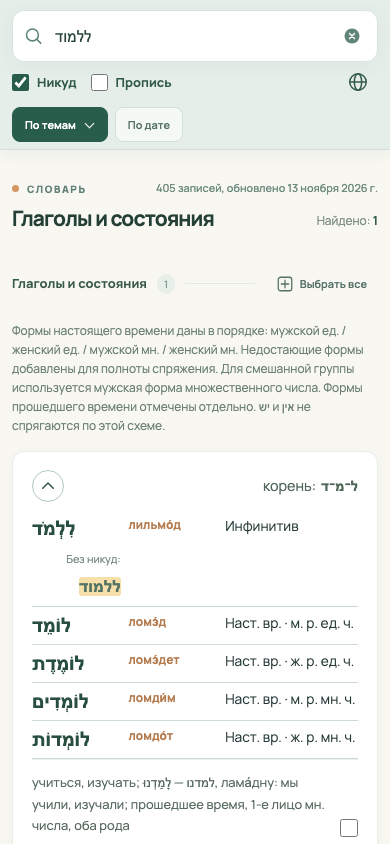 ללמוד
Никуд Пропись
По темам По дате
СЛОВАРЬ 405 записей, обновлено 13 ноября 2026 г.
Глаголы и состояния Найдено: 1
Глаголы и состояния 1 Выбрать все
Формы настоящего времени даны в порядке: мужской ед. /
женский ед. / мужской мн. / женский мн. Недостающие формы
добавлены для полноты спряжения. Для смешанной группы
используется мужская форма множественного числа. Формы
прошедшего времени отмечены отдельно. יש и אין не
спрягаются по этой схеме.
корень: ל־מ־ד
לִלְמֹד лильмо́д Инфинитив
Без никуд:
ללמוד
לוֹמֵד ломэ́д Наст. вр. · м. р. ед. ч.
לוֹמֶדֶת ломэ́дет Наст. вр. · ж. р. ед. ч.
לוֹמְדִים ломди́м Наст. вр. · м. р. мн. ч.
לוֹמְדוֹת ломдо́т Наст. вр. · ж. р. мн. ч.
учиться, изучать; לָמַדְנוּ — למדנו, лама́дну: мы
учили, изучали; прошедшее время, 1-е лицо мн.
числа, оба рода